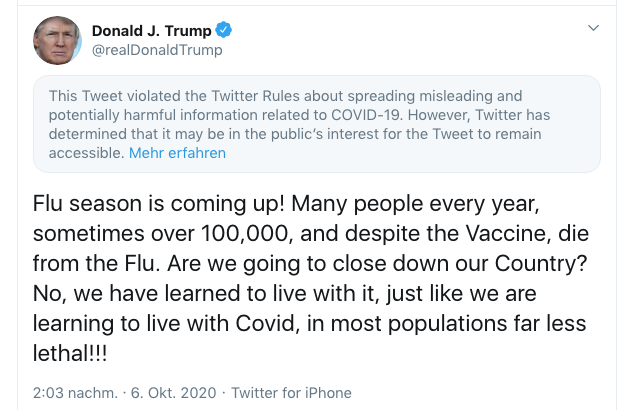 Donald J. Trump
@realDonaldTrump
This Tweet violated the Twitter Rules about spreading misleading and
potentially harmful information related to COVID-19. However, Twitter has
determined that it may be in the public's interest for the Tweet to remain
accessible. Mehr erfahren
Flu season is coming up! Many people every year,
sometimes over 100,000, and despite the Vaccine, die
from the Flu. Are we going to close down our Country?
No, we have learned to live with it, just like we are
learning to live with Covid, in most populations far less
lethal!!!
2:03 nachm. · 6. Okt. 2020 · Twitter for iPhone